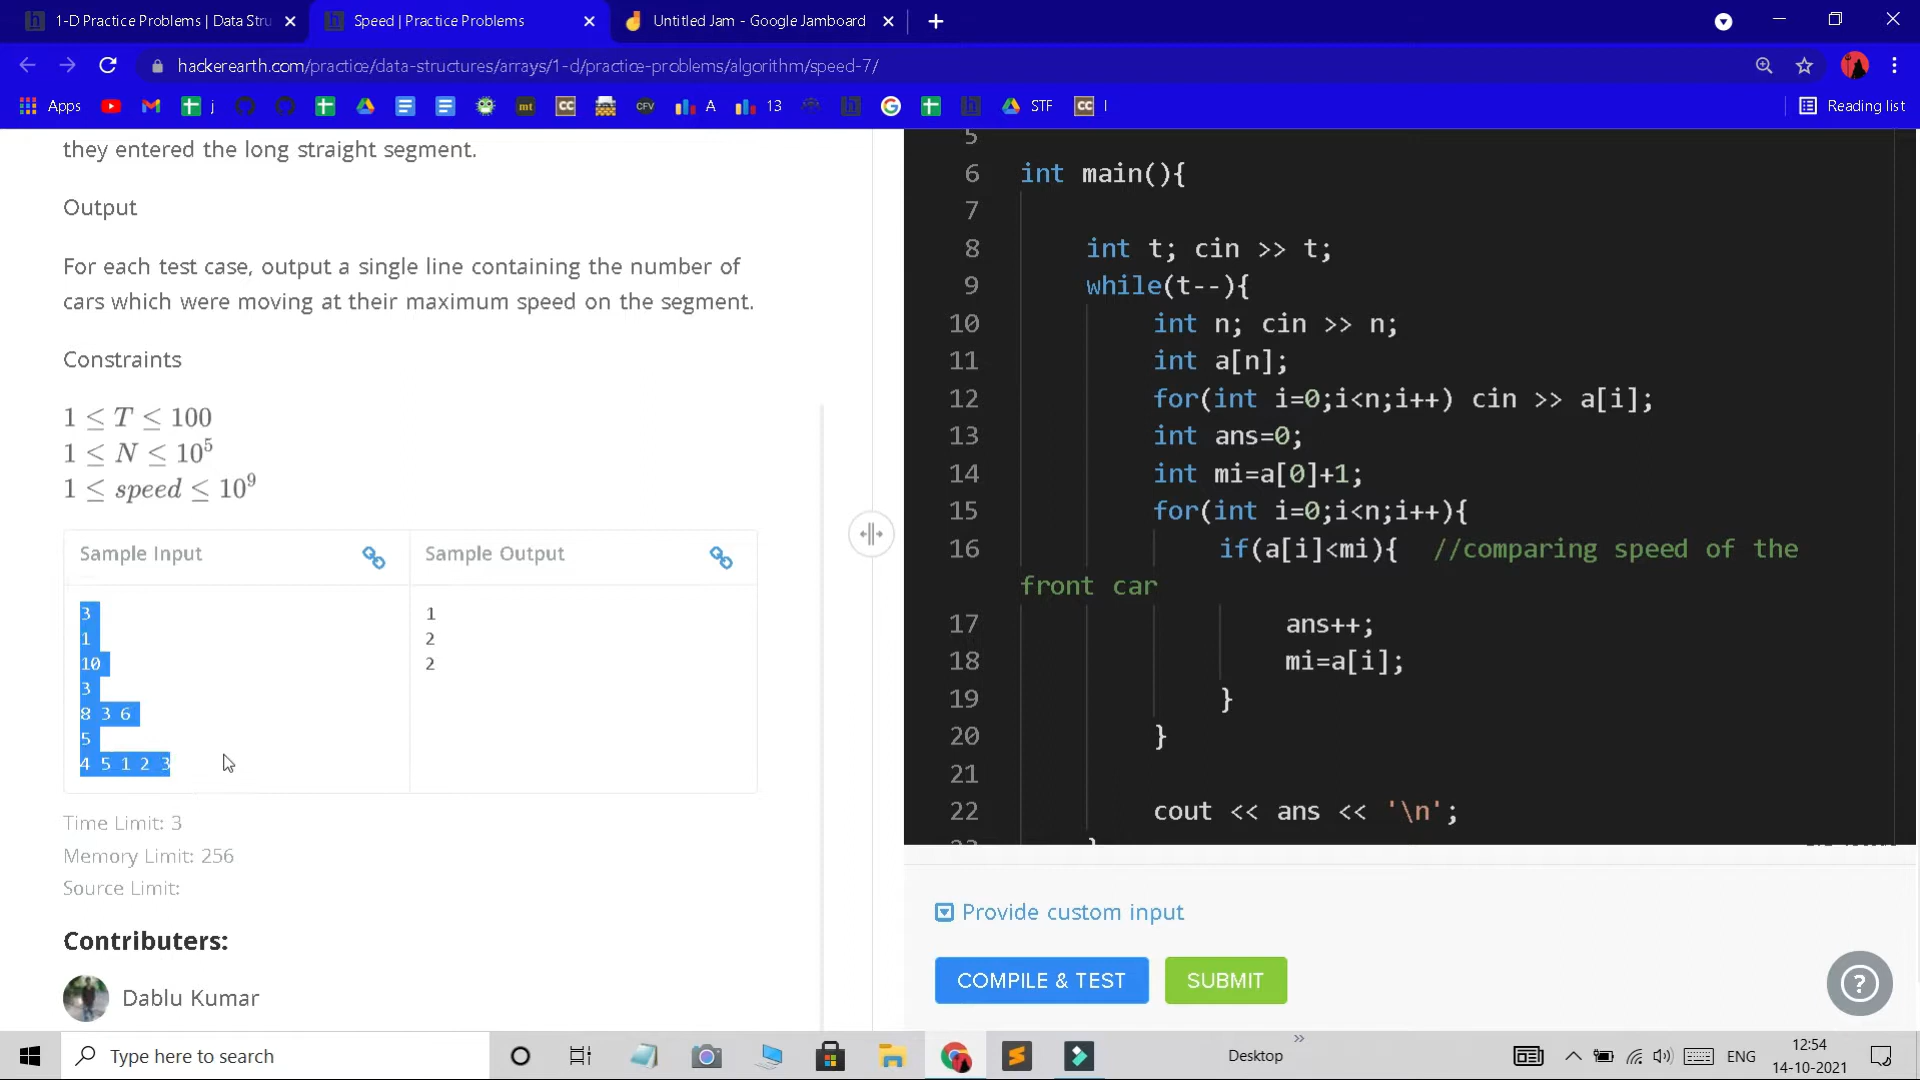 1-D Practice Problems | Data Stru
Speed | Practice Problems
Untitled Jam - Google Jamboard
hackerearth.com/practice/data-structures/arrays/1-d/practice-problems/algorithm/speed-7/
Apps
j
mt
CC
CFV
A
13
STF
CC
I
Reading list
they entered the long straight segment.
Output
For each test case, output a single line containing the number of
cars which were moving at their maximum speed on the segment.
Constraints
1 ≤ T ≤ 100
1 ≤ N ≤ 10^5
1 ≤ speed ≤ 10^9
Sample Input
Sample Output
3
1
10
3
8 3 6
5
4 5 1 2 3
1
2
2
Time Limit: 3
Memory Limit: 256
Source Limit:
Contributers:
Dablu Kumar
5
6 int main(){
7
8 int t; cin >> t;
9 while(t--){
10 int n; cin >> n;
11 int a[n];
12 for(int i=0;i<n;i++) cin >> a[i];
13 int ans=0;
14 int mi=a[0]+1;
15 for(int i=0;i<n;i++){
16 if(a[i]<mi){ //comparing speed of the
front car
17 ans++;
18 mi=a[i];
19 }
20 }
21
22 cout << ans << '\n';
23 }
Provide custom input
COMPILE & TEST
SUBMIT
?
Type here to search
Desktop
ENG
12:54
14-10-2021